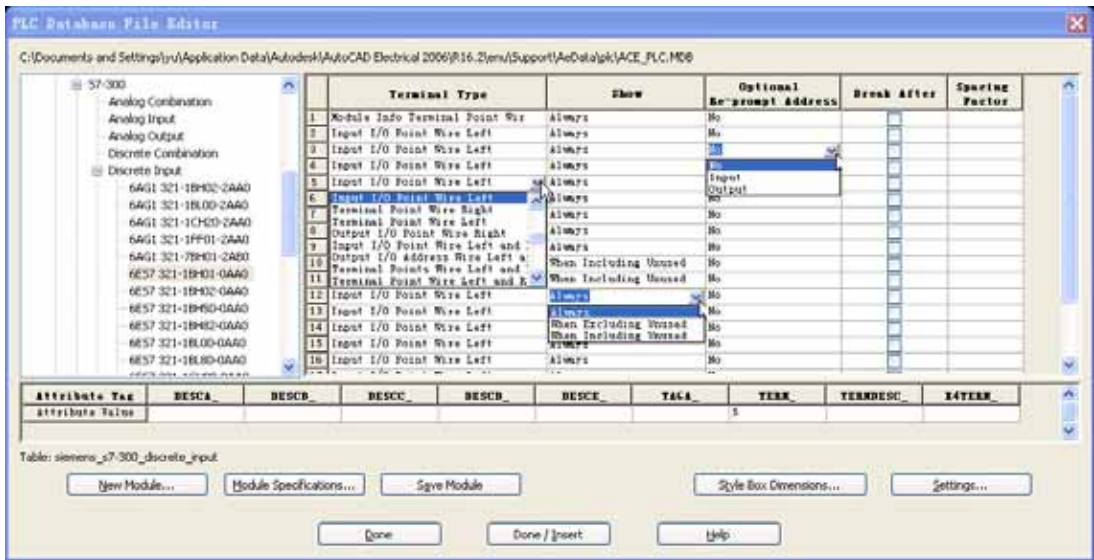 PLC Database File Editor
C:\Documents and Settings\yu\Application Data\Autodesk\AutoCAD Electrical 2006\R16.2\enu\Support\AeData\plc\ACE_PLC.MDB
S7-300
Analog Combination
Analog Input
Analog Output
Discrete Combination
Discrete Input
6AG1 321-1BH02-2AA0
6AG1 321-1BL00-2AA0
6AG1 321-1CH20-2AA0
6AG1 321-1FF01-2AA0
6AG1 321-7BH01-2AB0
6ES7 321-1BH01-0AA0
6ES7 321-1BH02-0AA0
6ES7 321-1BH50-0AA0
6ES7 321-1BH82-0AA0
6ES7 321-1BL00-0AA0
6ES7 321-1BL80-0AA0
Terminal Type Show Optional Re-prompt Address Break After Spacing Factor
1 Module Info Terminal Point Wir Always No
2 Input I/O Point Wire Left Always No
3 Input I/O Point Wire Left Always No
4 Input I/O Point Wire Left Always No
5 Input I/O Point Wire Left Always Input
Output
6 Input I/O Point Wire Left Always No
7 Terminal Point Wire Right Always No
Terminal Point Wire Left
8 Output I/O Point Wire Right Always No
9 Input I/O Point Wire Left and Always No
10 Output I/O Address Wire Left a When Including Unused No
Terminal Points Wire Left and
11 Terminal Point Wire Left and R When Including Unused No
12 Input I/O Point Wire Left Always No
13 Input I/O Point Wire Left Always No
14 Input I/O Point Wire Left When Excluding Unused No
When Including Unused
15 Input I/O Point Wire Left Always No
16 Input I/O Point Wire Left Always No
Attribute Tag DESCA_ DESCB_ DESCC_ DESCD_ DESCE_ TAGA_ TERM_ TERMDESC_ X4TERM_
Attribute Value 5
Table: siemens_s7-300_discrete_input
New Module... Module Specifications... Save Module Style Box Dimensions... Settings...
Done Done / Insert Help